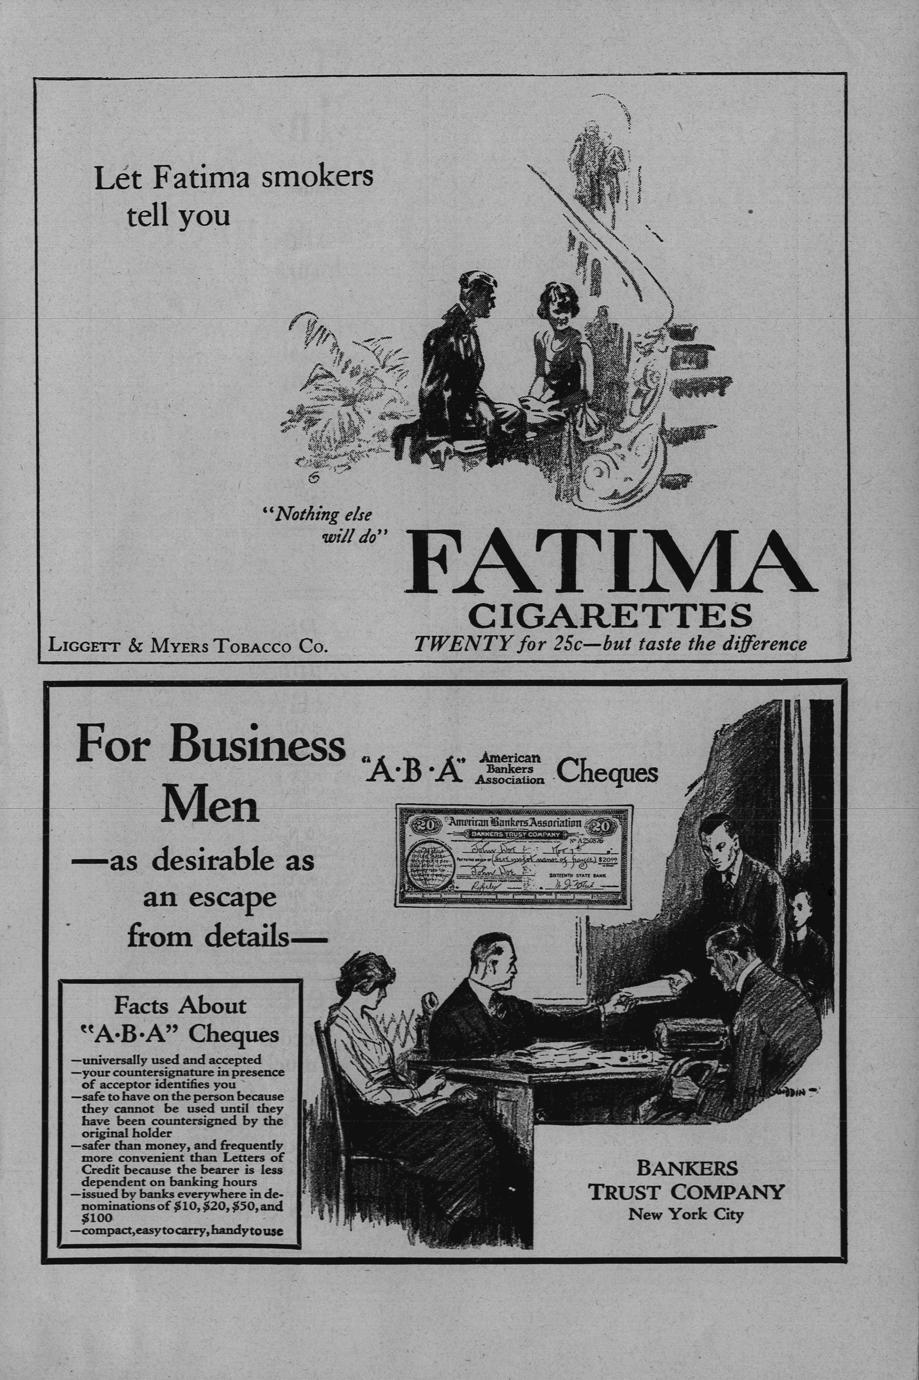 Let Fatima smokers
tell you
"Nothing else
will do"
FATIMA
CIGARETTES
LIGGETT & MYERS TOBACCO CO.
TWENTY for 25c—but taste the difference
For Business
Men
—as desirable as
an escape
from details—
"A·B·A" American Bankers Association Cheques
20 American Bankers Association 20
BANKERS TRUST COMPANY
SIXTEENTH STATE BANK
Facts About
"A·B·A" Cheques
—universally used and accepted
—your countersignature in presence
of acceptor identifies you
—safe to have on the person because
they cannot be used until they
have been countersigned by the
original holder
—safer than money, and frequently
more convenient than Letters of
Credit because the bearer is less
dependent on banking hours
—issued by banks everywhere in de-
nominations of $10, $20, $50, and
$100
—compact, easy to carry, handy to use
BANKERS
TRUST COMPANY
New York City